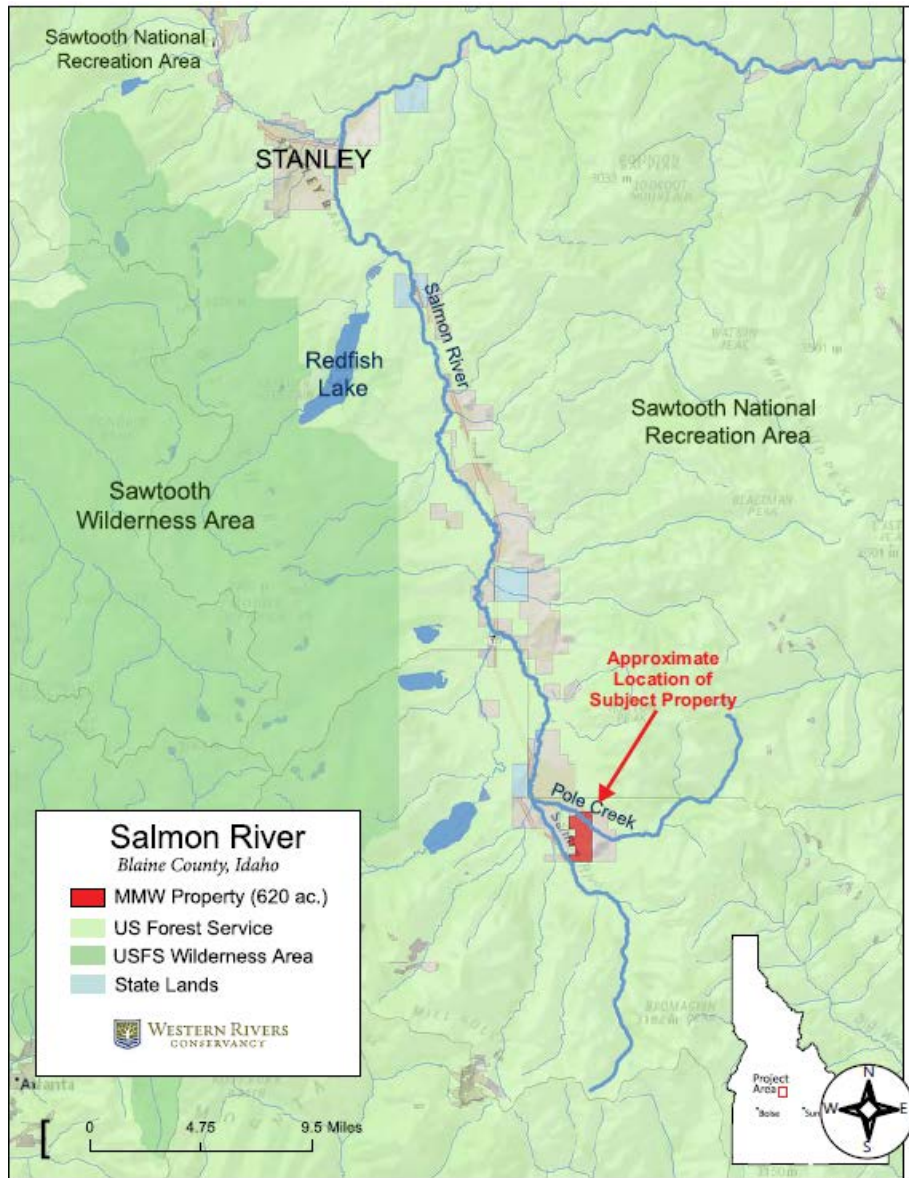 Sawtooth National
Recreation Area
STANLEY
Salmon River
Redfish
Lake
Sawtooth National
Recreation Area
Sawtooth
Wilderness Area
Approximate
Location of
Subject Property
Pole Creek
Salmon River
Blaine County, Idaho
MMW Property (620 ac.)
US Forest Service
USFS Wilderness Area
State Lands
WESTERN RIVERS
CONSERVANCY
0 4.75 9.5 Miles
Project
Area
Boise
Sun
N
W E
S